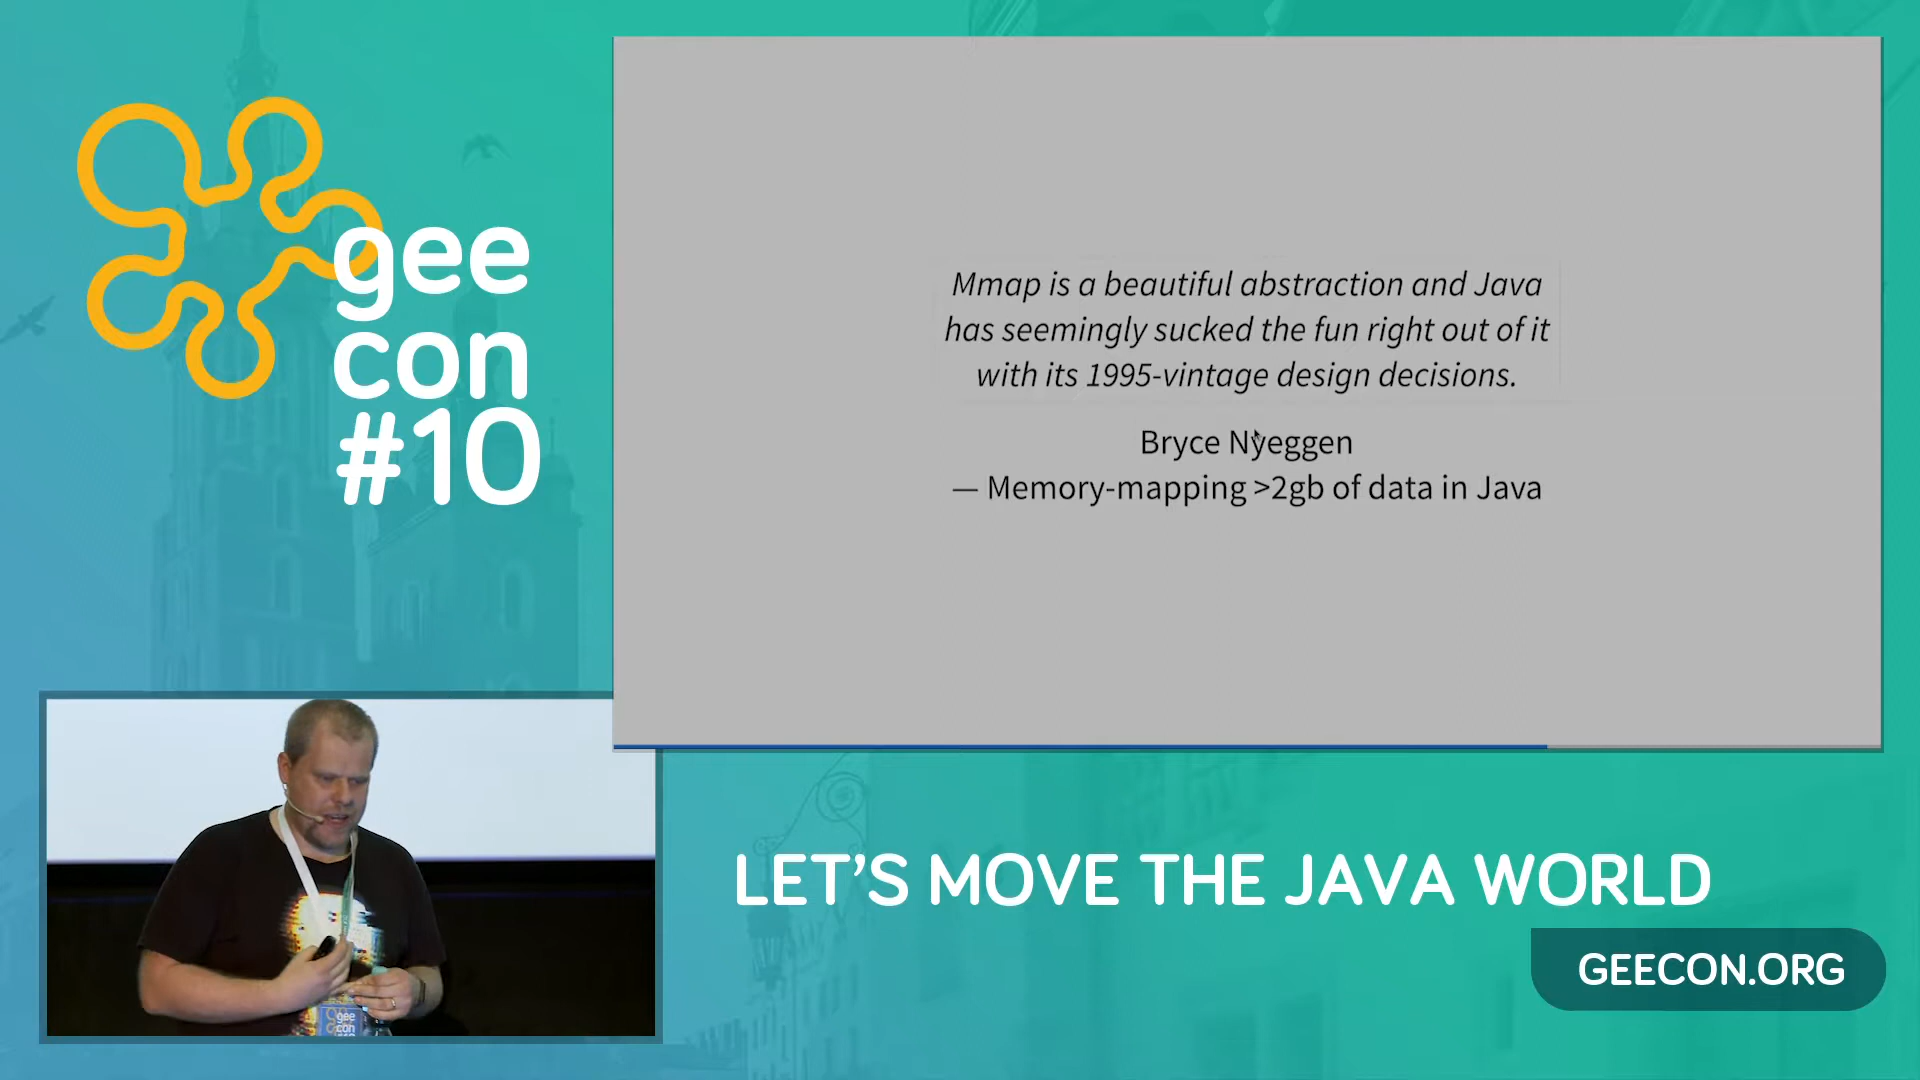 gee
con
#10
Mmap is a beautiful abstraction and Java
has seemingly sucked the fun right out of it
with its 1995-vintage design decisions.
Bryce Nyeggen
— Memory-mapping >2gb of data in Java
gee
con
LET'S MOVE THE JAVA WORLD
GEECON.ORG